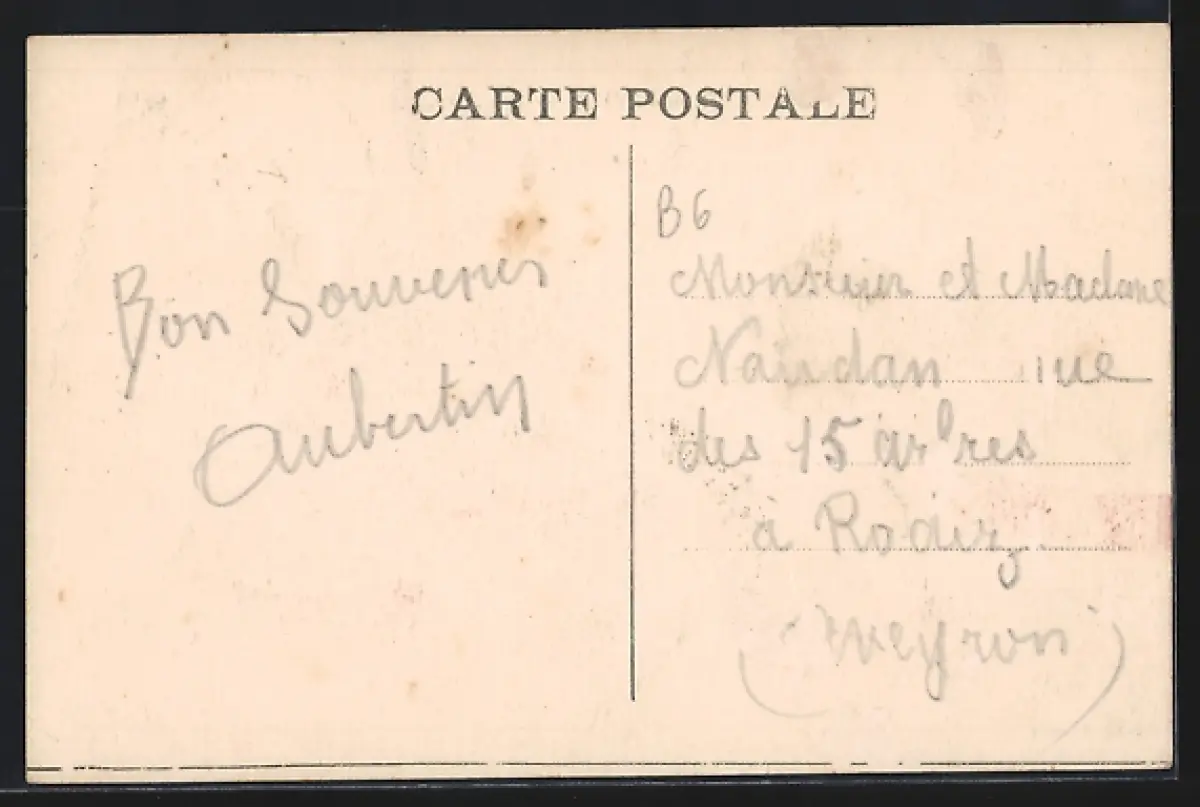 CARTE POSTALE
Bon Souvenir
Aubertin
B6
Monsieur et Madame
Naudan rue
des 15 arbres
à Rodez
(Aveyron)